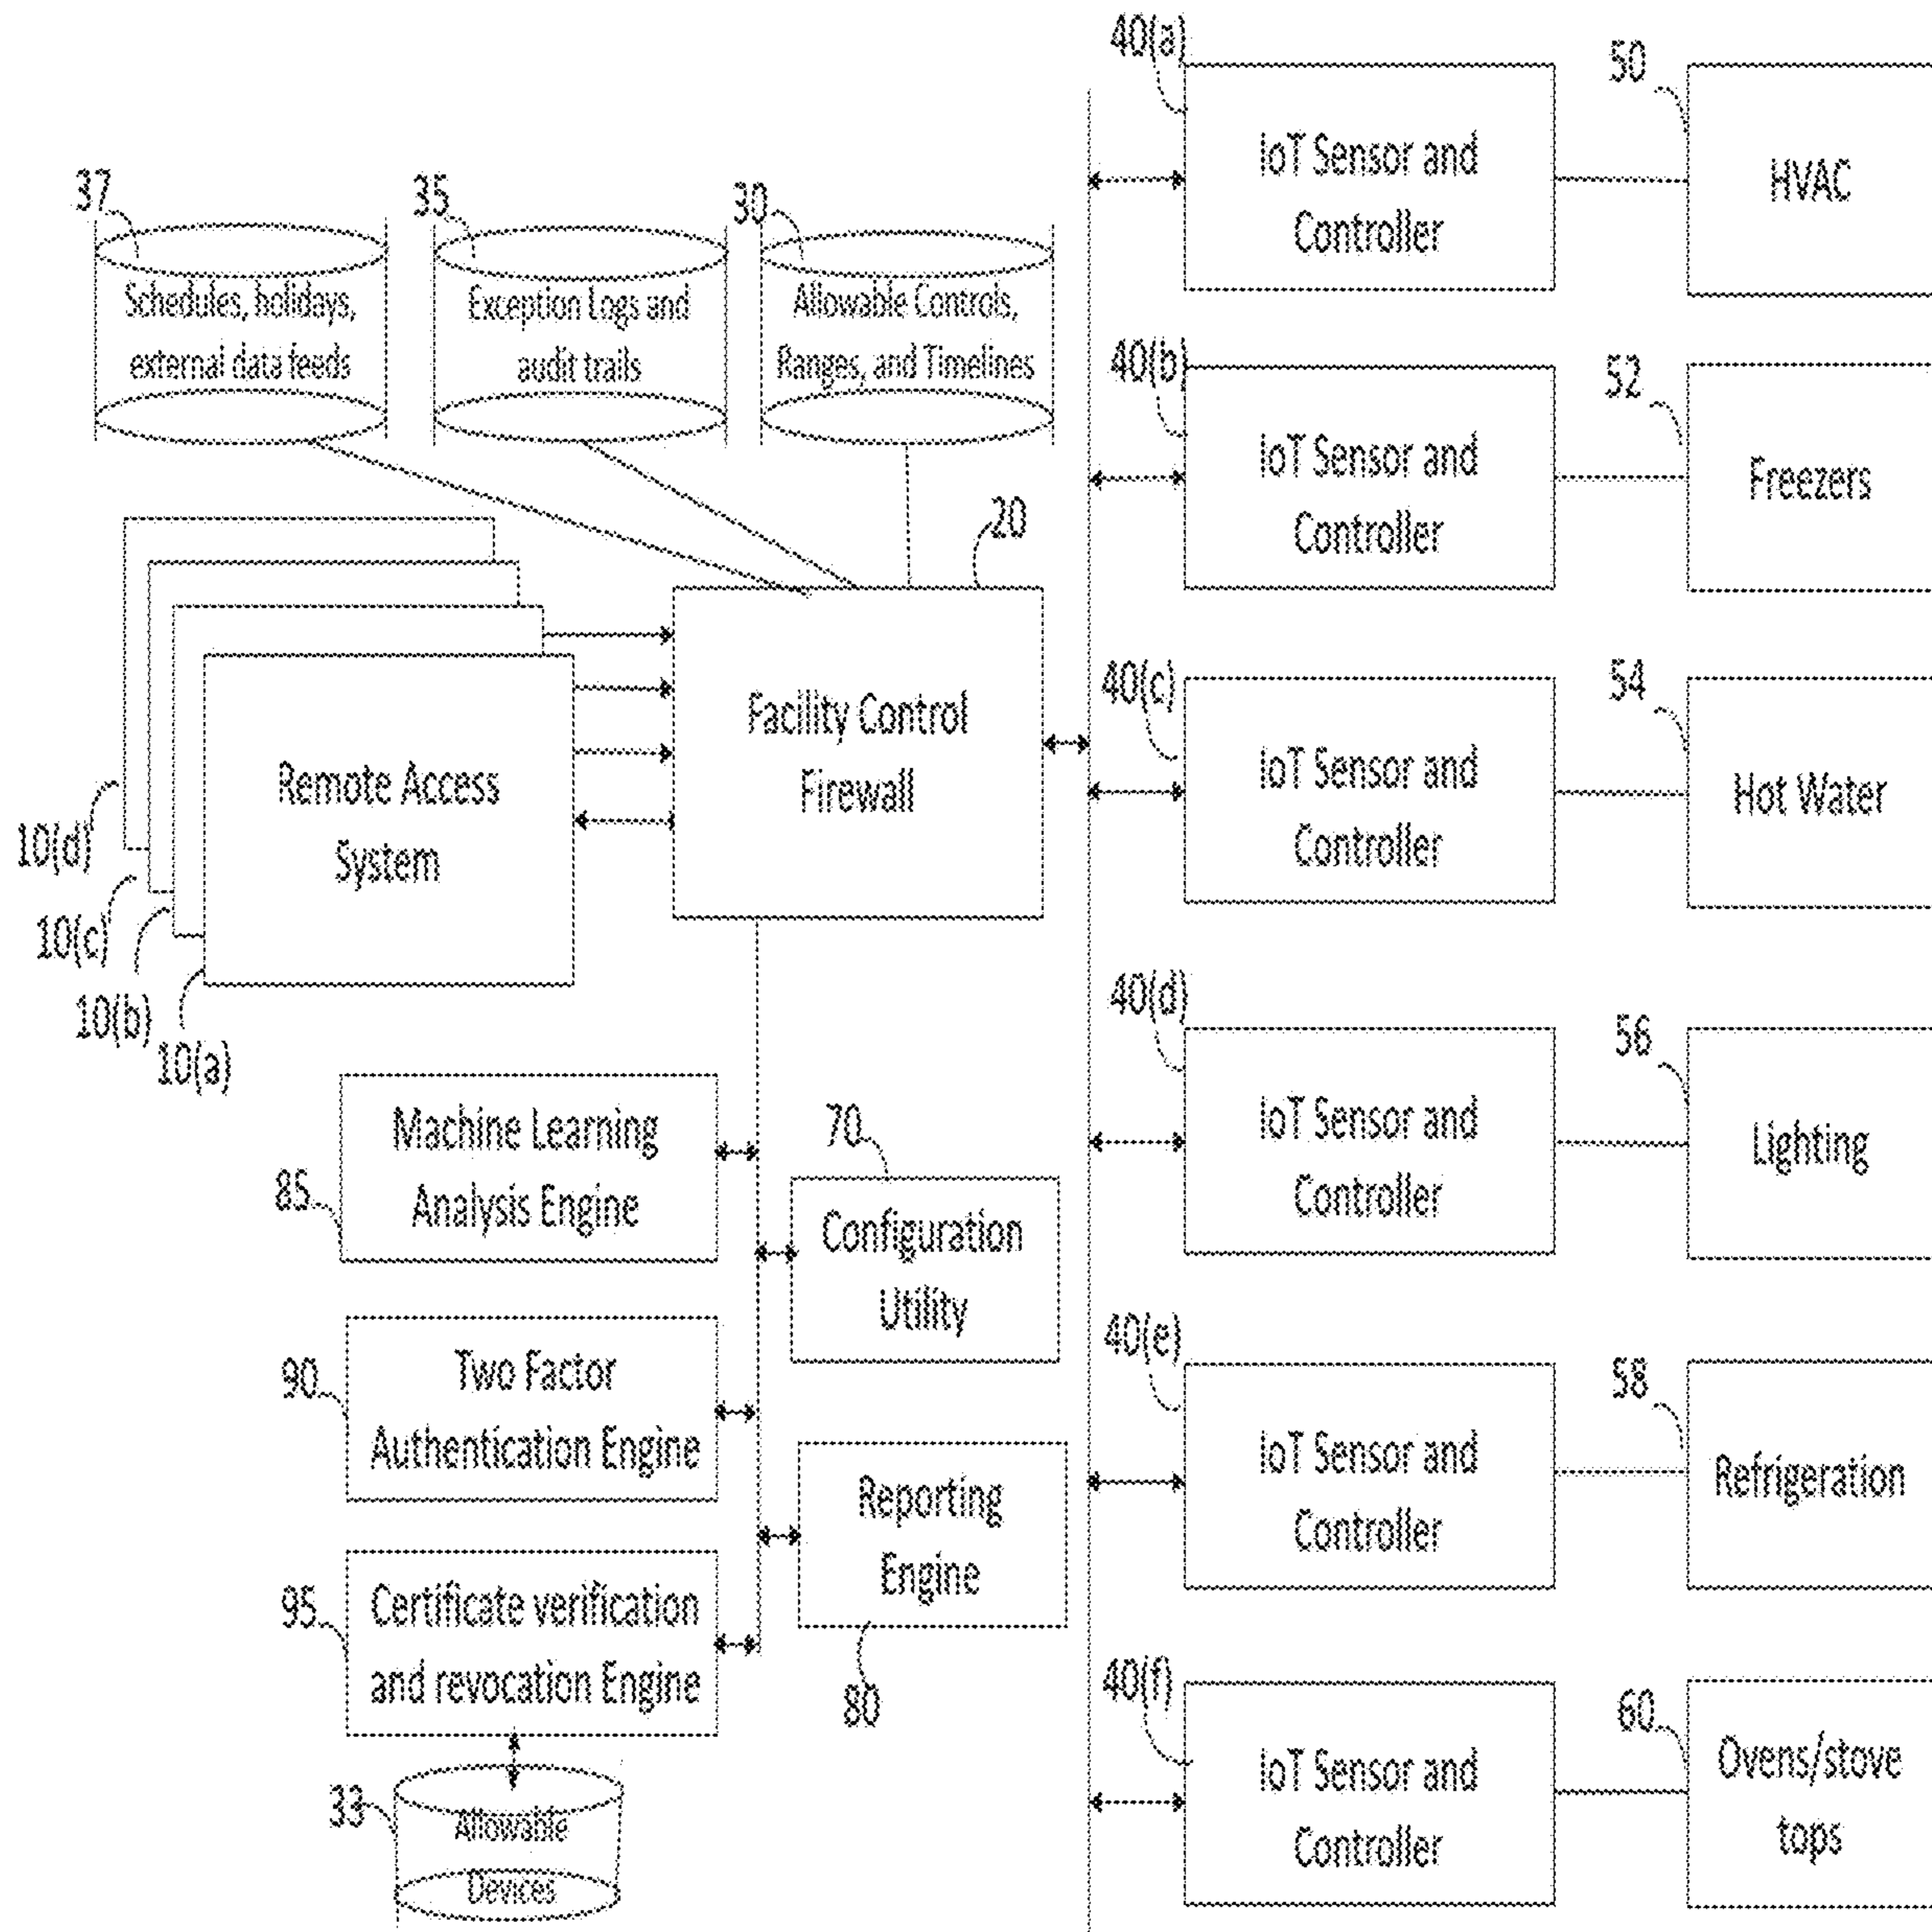 37
Schedules, holidays,
external data feeds
35
Exception Logs and
audit trails
30
Allowable Controls,
Ranges, and Timelines
20
Facility Control
Firewall
Remote Access
System
10(d)
10(c)
10(b)
10(a)
85
Machine Learning
Analysis Engine
70
Configuration
Utility
90
Two Factor
Authentication Engine
Reporting
Engine
80
95
Certificate verification
and revocation Engine
33
Allowable
Devices
40(a)
IoT Sensor and
Controller
50
HVAC
40(b)
IoT Sensor and
Controller
52
Freezers
40(c)
IoT Sensor and
Controller
54
Hot Water
40(d)
IoT Sensor and
Controller
56
Lighting
40(e)
IoT Sensor and
Controller
58
Refrigeration
40(f)
IoT Sensor and
Controller
60
Ovens/stove
tops